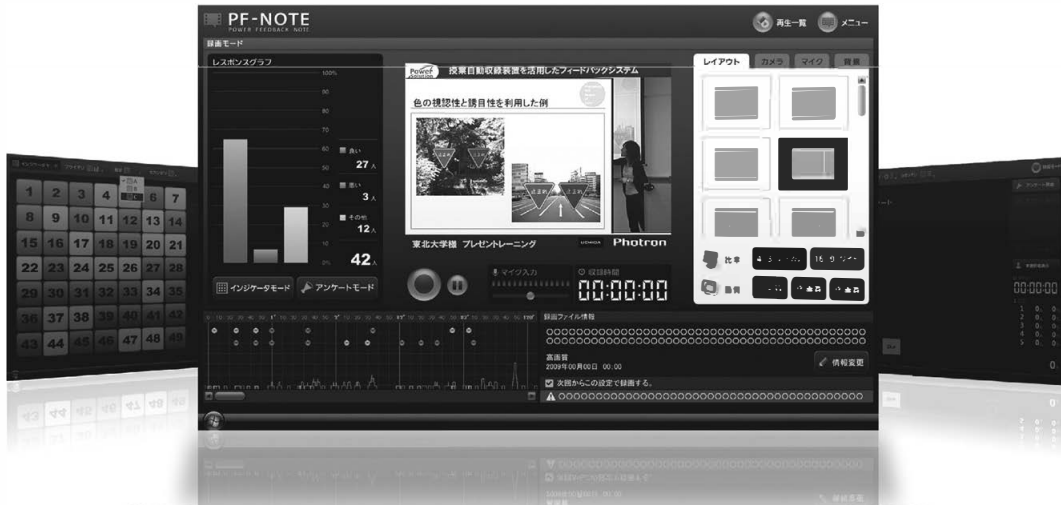 PF-NOTE
POWER FEEDBACK NOTE
再生一覧
メニュー
録画モード
レスポンスグラフ
100%
90
80
70
60
50
40
30
20
10
0%
良い
27人
悪い
3人
その他
12人
42人
インジケータモード
アンケートモード
Power
授業自動収録装置を活用したフィードバックシステム
色の視認性と誘目性を利用した例
東北大学様 プレゼントレーニング
Photron
マイク入力
収録時間
00:00:00
レイアウト
カメラ
マイク
背景
比率
画質
録画ファイル情報
○○○○○○○○○○○○○○○○○○○○○○○○○○○○○○○○○○○○○○○○○○○
○○○○○○○○○○○○○○○○○○○○○○○○○○○○○○○○○○○○○○○○○○○
高画質
2009年00月00日 00:00
情報変更
次回からこの設定で録画する。
○○○○○○○○○○○○○○○○○○○○○○○○○○○○○○○○○○○○○○○○○
1 2 3 4 6 7
8 9 10 11 12 13 14
15 16 17 18 19 20 21
22 23 24 25 26 27 28
29 30 31 32 33 34 35
36 37 38 39 40 41 42
43 44 45 46 47 48 49
00:00:00